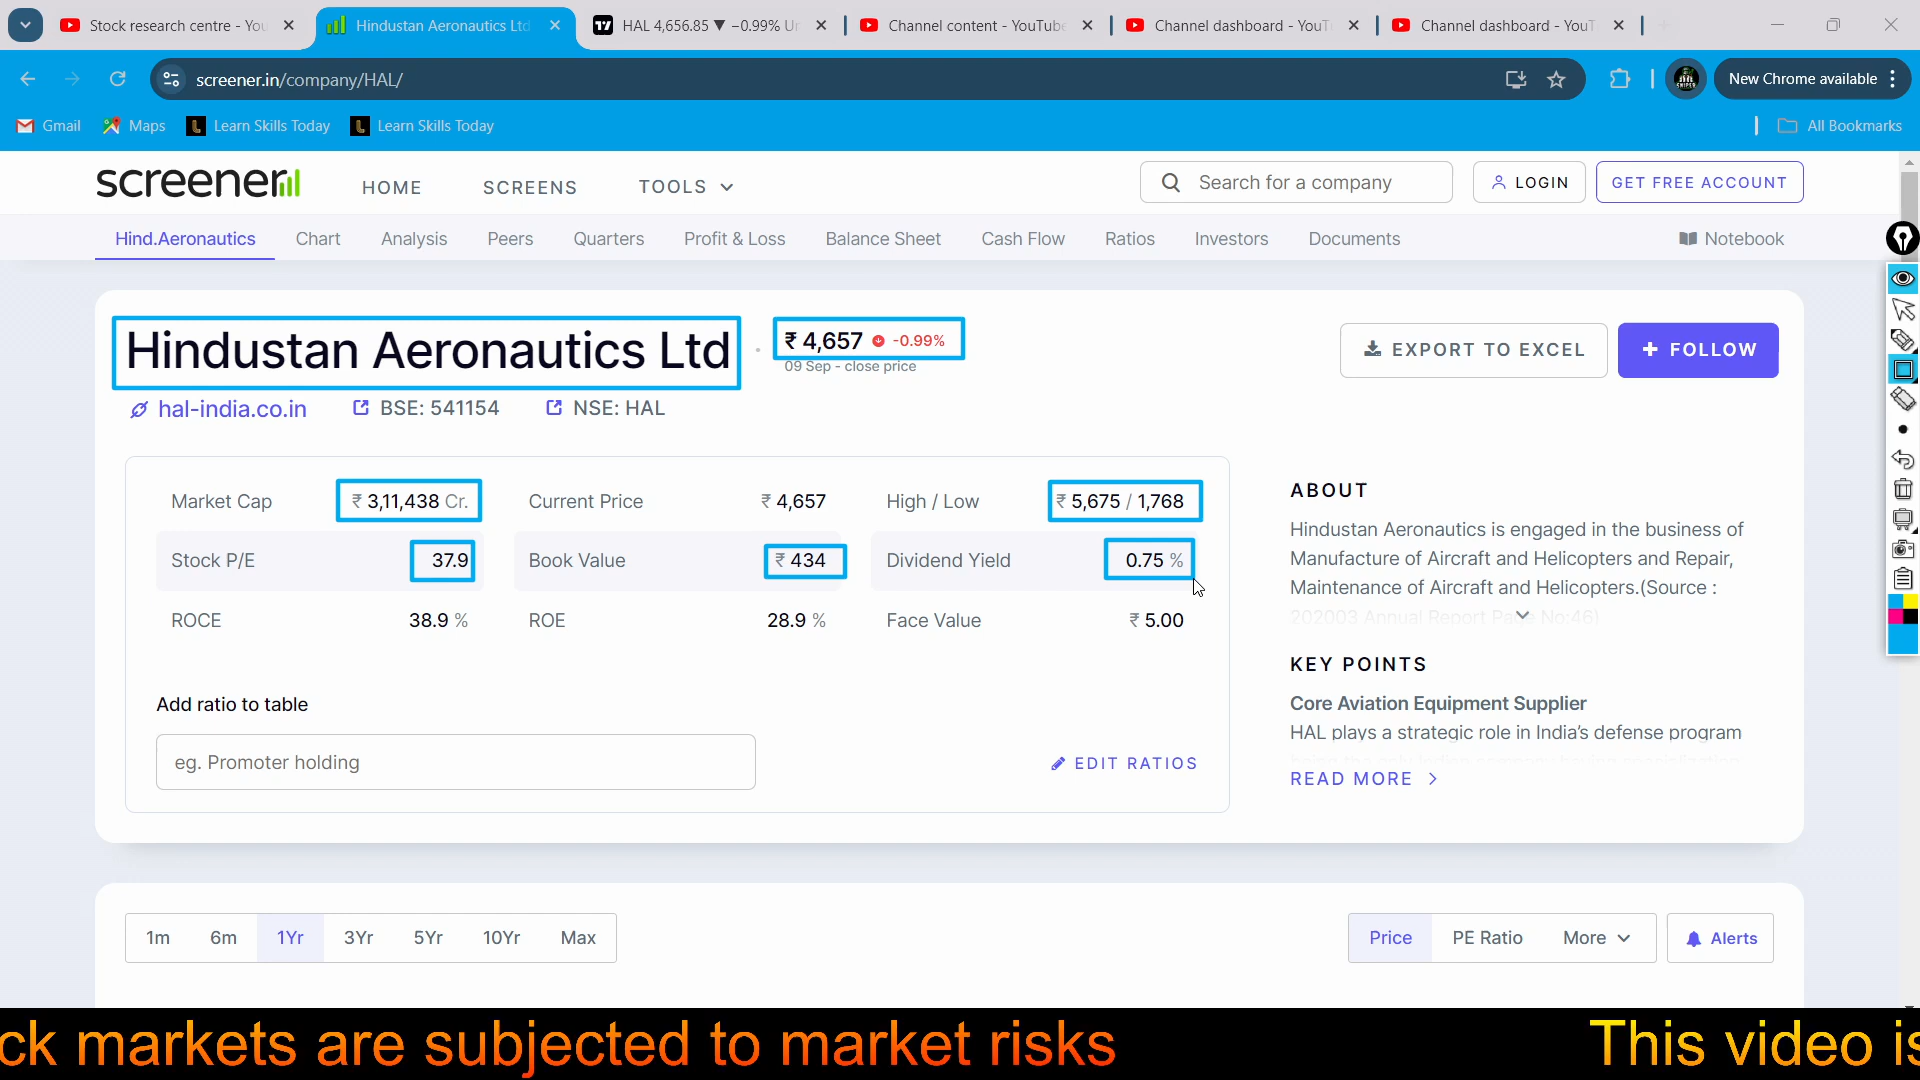 Stock research centre - You
Hindustan Aeronautics Ltd
HAL 4,656.85 ▼ −0.99% Un
Channel content - YouTube
Channel dashboard - YouT
Channel dashboard - YouT
screener.in/company/HAL/
New Chrome available
Gmail
Maps
Learn Skills Today
Learn Skills Today
All Bookmarks
screener
HOME
SCREENS
TOOLS
Search for a company
LOGIN
GET FREE ACCOUNT
Hind.Aeronautics
Chart
Analysis
Peers
Quarters
Profit & Loss
Balance Sheet
Cash Flow
Ratios
Investors
Documents
Notebook
Hindustan Aeronautics Ltd
₹ 4,657 -0.99%
09 Sep - close price
EXPORT TO EXCEL
+ FOLLOW
hal-india.co.in
BSE: 541154
NSE: HAL
Market Cap ₹ 3,11,438 Cr.
Current Price ₹ 4,657
High / Low ₹ 5,675 / 1,768
Stock P/E 37.9
Book Value ₹ 434
Dividend Yield 0.75 %
ROCE 38.9 %
ROE 28.9 %
Face Value ₹ 5.00
Add ratio to table
eg. Promoter holding
EDIT RATIOS
ABOUT
Hindustan Aeronautics is engaged in the business of
Manufacture of Aircraft and Helicopters and Repair,
Maintenance of Aircraft and Helicopters.(Source :
202003 Annual Report Page No:46)
KEY POINTS
Core Aviation Equipment Supplier
HAL plays a strategic role in India's defense program
READ MORE
1m
6m
1Yr
3Yr
5Yr
10Yr
Max
Price
PE Ratio
More
Alerts
ck markets are subjected to market risks
This video is